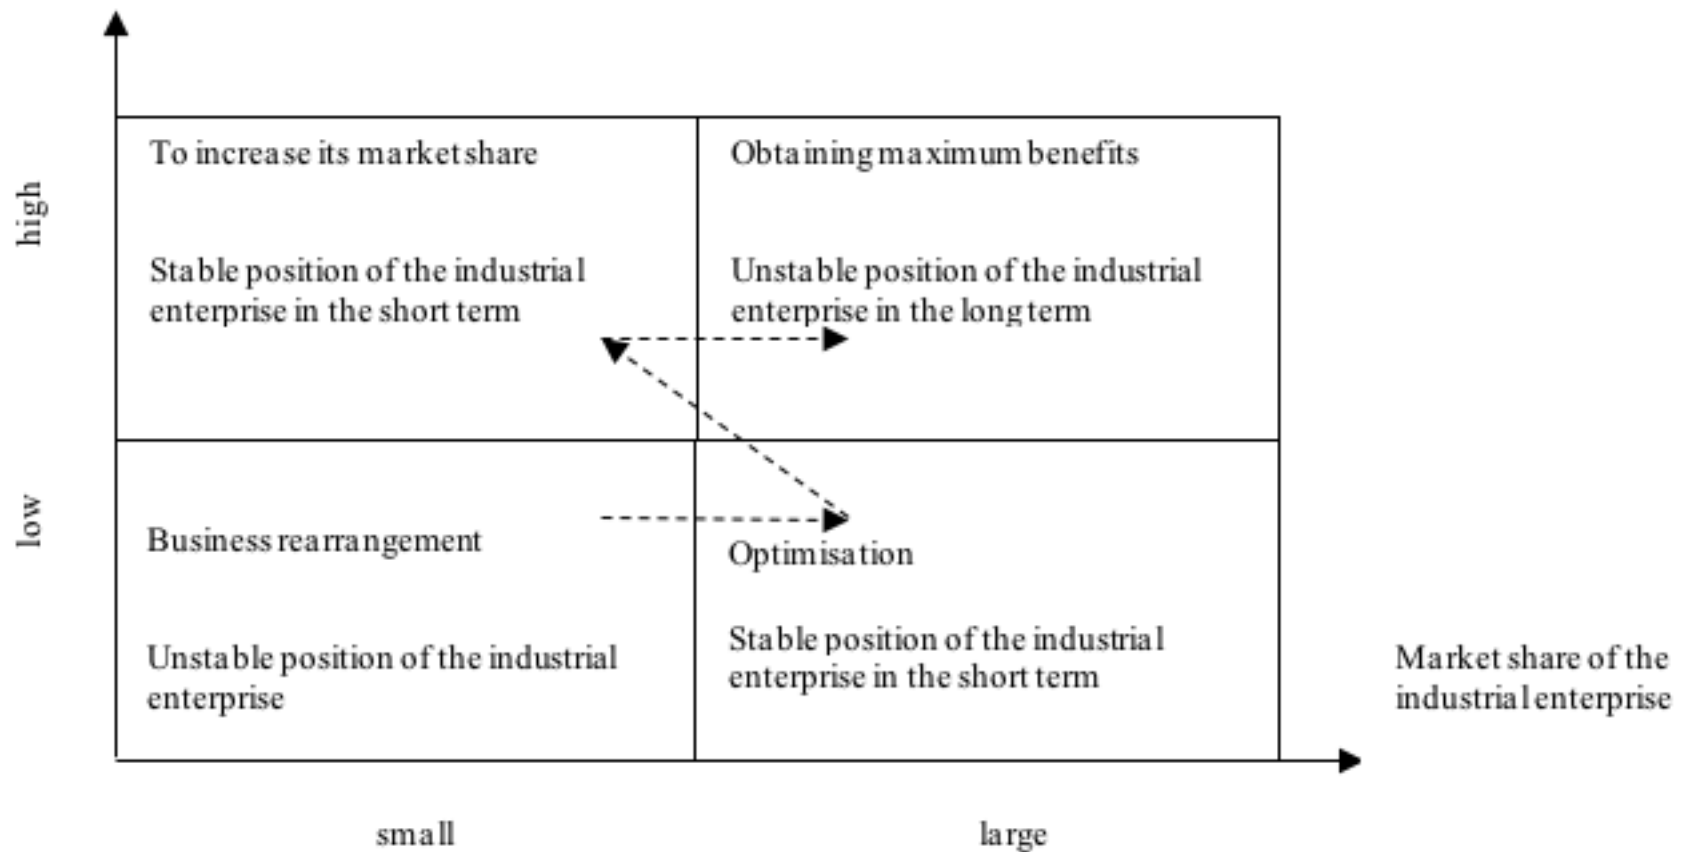 high
To increase its market share
Stable position of the industrial
enterprise in the short term
Obtaining maximum benefits
Unstable position of the industrial
enterprise in the long term
low
Business rearrangement
Unstable position of the industrial
enterprise
Optimisation
Stable position of the industrial
enterprise in the short term
Market share of the
industrial enterprise
small
large